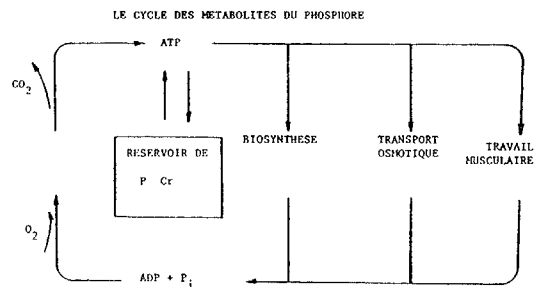 LE CYCLE DES METABOLITES DU PHOSPHORE
ATP
CO2
RESERVOIR DE
P Cr
BIOSYNTHESE
TRANSPORT
OSMOTIQUE
TRAVAIL
MUSCULAIRE
O2
ADP + Pi